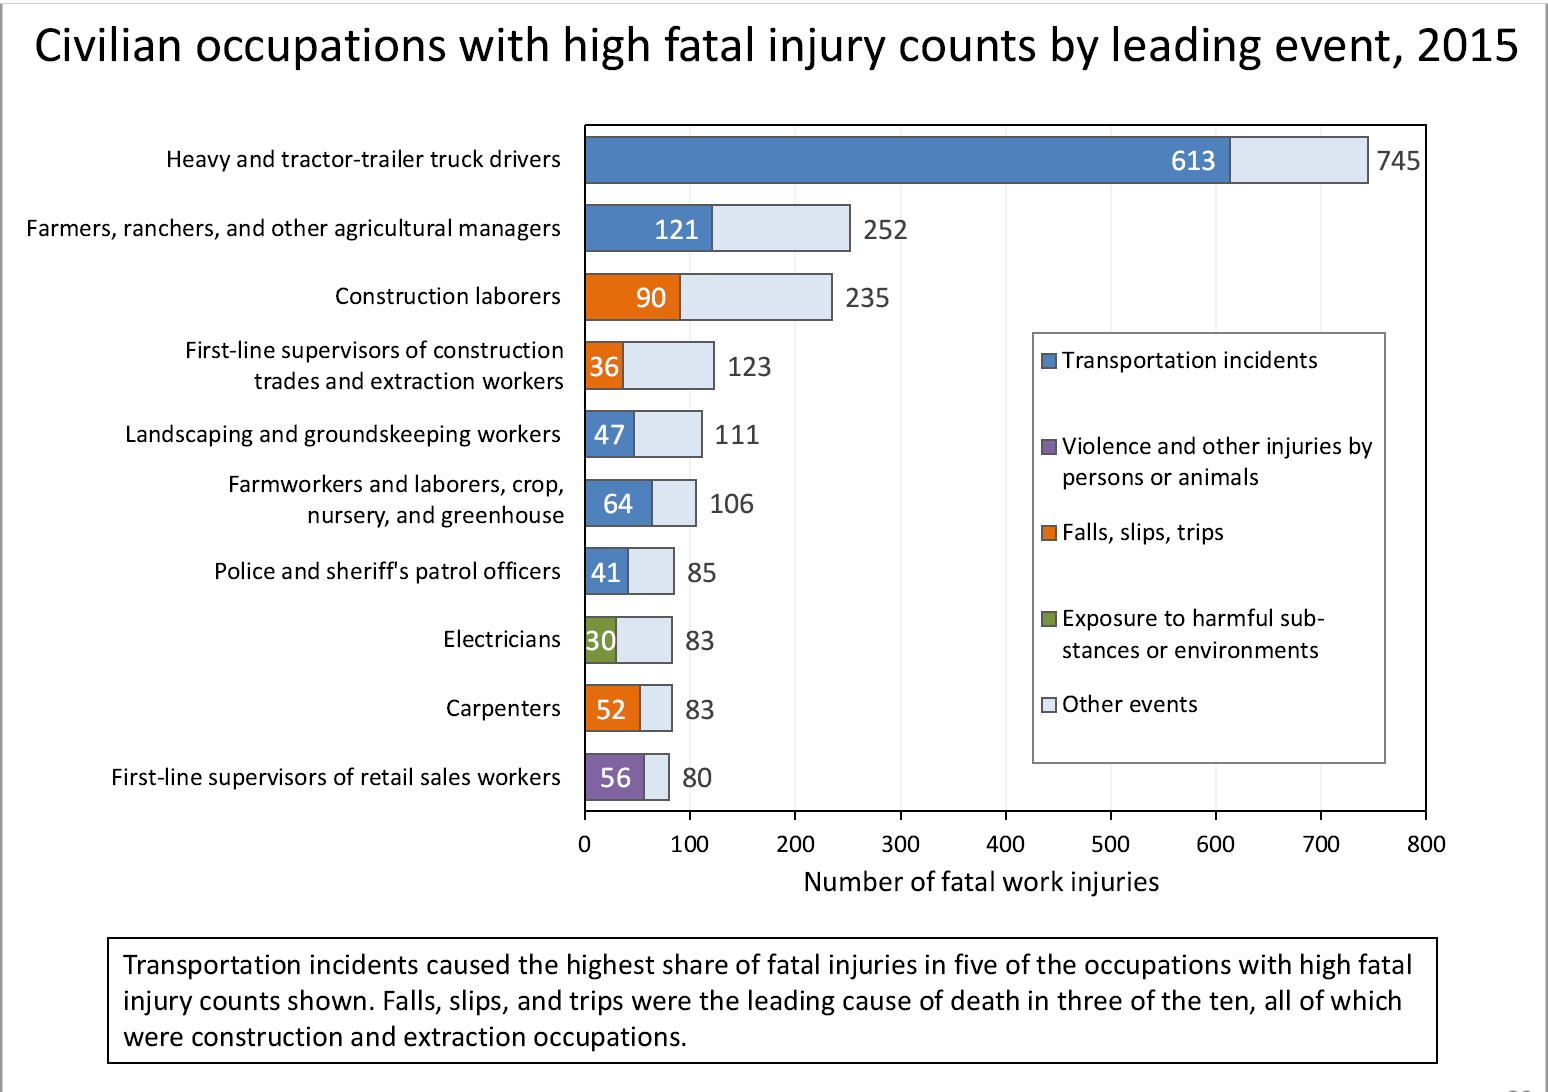 Civilian occupations with high fatal injury counts by leading event, 2015
Heavy and tractor-trailer truck drivers
613
745
Farmers, ranchers, and other agricultural managers
121
252
Construction laborers
90
235
First-line supervisors of construction
trades and extraction workers
36
123
Landscaping and groundskeeping workers
47
111
Farmworkers and laborers, crop,
nursery, and greenhouse
64
106
Police and sheriff's patrol officers
41
85
Electricians
30
83
Carpenters
52
83
First-line supervisors of retail sales workers
56
80
Transportation incidents
Violence and other injuries by
persons or animals
Falls, slips, trips
Exposure to harmful sub-
stances or environments
Other events
0 100 200 300 400 500 600 700 800
Number of fatal work injuries
Transportation incidents caused the highest share of fatal injuries in five of the occupations with high fatal
injury counts shown. Falls, slips, and trips were the leading cause of death in three of the ten, all of which
were construction and extraction occupations.